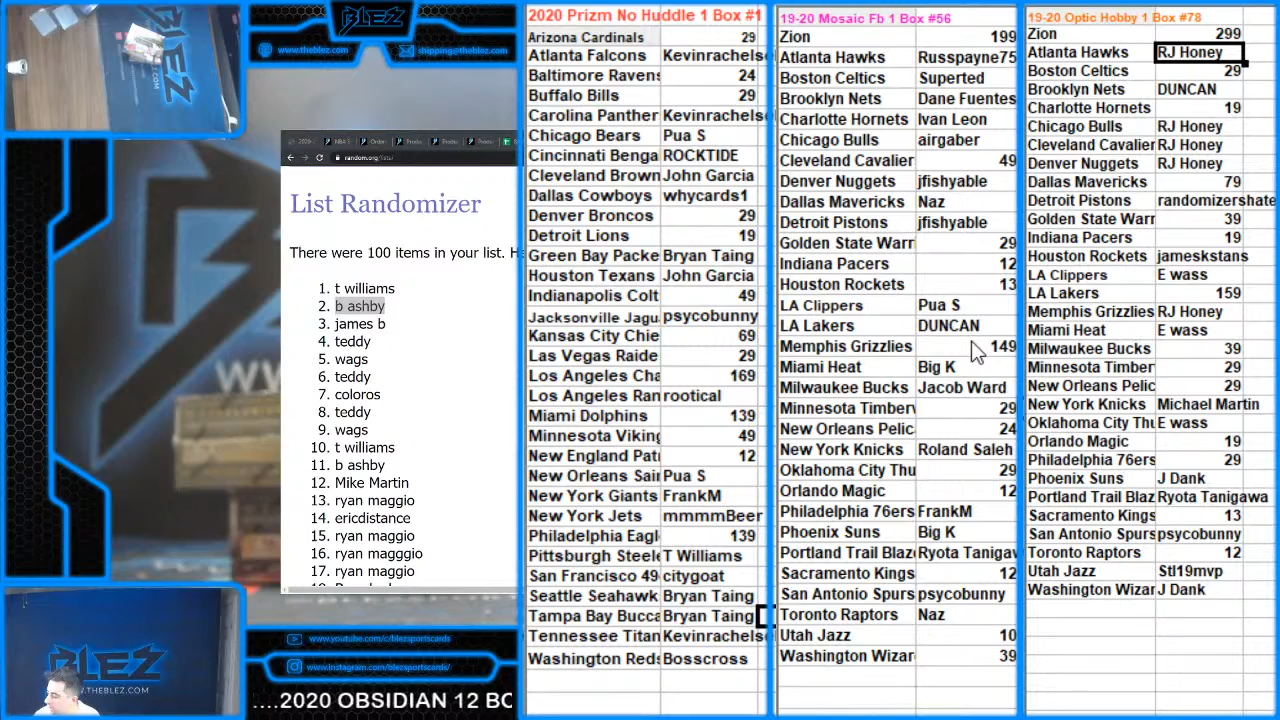 BLEZ
www.theblez.com
shipping@theblez.com
random.org/lists/
List Randomizer
There were 100 items in your list. He
1. t williams
2. b ashby
3. james b
4. teddy
5. wags
6. teddy
7. coloros
8. teddy
9. wags
10. t williams
11. b ashby
12. Mike Martin
13. ryan maggio
14. ericdistance
15. ryan maggio
16. ryan magggio
17. ryan maggio
BLEZ
WWW.THEBLEZ.COM
www.youtube.com/c/blezsportscards
www.instagram.com/blezsportscards/
....2020 OBSIDIAN 12 BO
2020 Prizm No Huddle 1 Box #1
Arizona Cardinals 29
Atlanta Falcons Kevinrachelse
Baltimore Ravens 24
Buffalo Bills 29
Carolina Panther Kevinrachelse
Chicago Bears Pua S
Cincinnati Benga ROCKTIDE
Cleveland Brown John Garcia
Dallas Cowboys whycards1
Denver Broncos 29
Detroit Lions 19
Green Bay Packe Bryan Taing
Houston Texans John Garcia
Indianapolis Colt 49
Jacksonville Jagu psycobunny
Kansas City Chie 69
Las Vegas Raide 29
Los Angeles Cha 169
Los Angeles Ran rootical
Miami Dolphins 139
Minnesota Viking 49
New England Pat 12
New Orleans Sai Pua S
New York Giants FrankM
New York Jets mmmmBeer
Philadelphia Eagl 139
Pittsburgh Steele T Williams
San Francisco 49 citygoat
Seattle Seahawk Bryan Taing
Tampa Bay Bucca Bryan Taing
Tennessee Titan Kevinrachelse
Washington Reds Bosscross
19-20 Mosaic Fb 1 Box #56
Zion 199
Atlanta Hawks Russpayne75
Boston Celtics Superted
Brooklyn Nets Dane Fuentes
Charlotte Hornets Ivan Leon
Chicago Bulls airgaber
Cleveland Cavalier 49
Denver Nuggets jfishyable
Dallas Mavericks Naz
Detroit Pistons jfishyable
Golden State Warri 29
Indiana Pacers 12
Houston Rockets 13
LA Clippers Pua S
LA Lakers DUNCAN
Memphis Grizzlies 149
Miami Heat Big K
Milwaukee Bucks Jacob Ward
Minnesota Timberv 29
New Orleans Pelic 24
New York Knicks Roland Saleh
Oklahoma City Thu 29
Orlando Magic 12
Philadelphia 76ers FrankM
Phoenix Suns Big K
Portland Trail Blaz Ryota Tanigaw
Sacramento Kings 12
San Antonio Spurs psycobunny
Toronto Raptors Naz
Utah Jazz 10
Washington Wizar 39
19-20 Optic Hobby 1 Box #78
Zion 299
Atlanta Hawks RJ Honey
Boston Celtics 29
Brooklyn Nets DUNCAN
Charlotte Hornets 19
Chicago Bulls RJ Honey
Cleveland Cavalier RJ Honey
Denver Nuggets RJ Honey
Dallas Mavericks 79
Detroit Pistons randomizershate
Golden State Warr 39
Indiana Pacers 19
Houston Rockets jameskstans
LA Clippers E wass
LA Lakers 159
Memphis Grizzlies RJ Honey
Miami Heat E wass
Milwaukee Bucks 39
Minnesota Timber 29
New Orleans Pelic 29
New York Knicks Michael Martin
Oklahoma City Thu E wass
Orlando Magic 19
Philadelphia 76ers 29
Phoenix Suns J Dank
Portland Trail Blaz Ryota Tanigawa
Sacramento Kings 13
San Antonio Spurs psycobunny
Toronto Raptors 12
Utah Jazz Stl19mvp
Washington Wizar J Dank